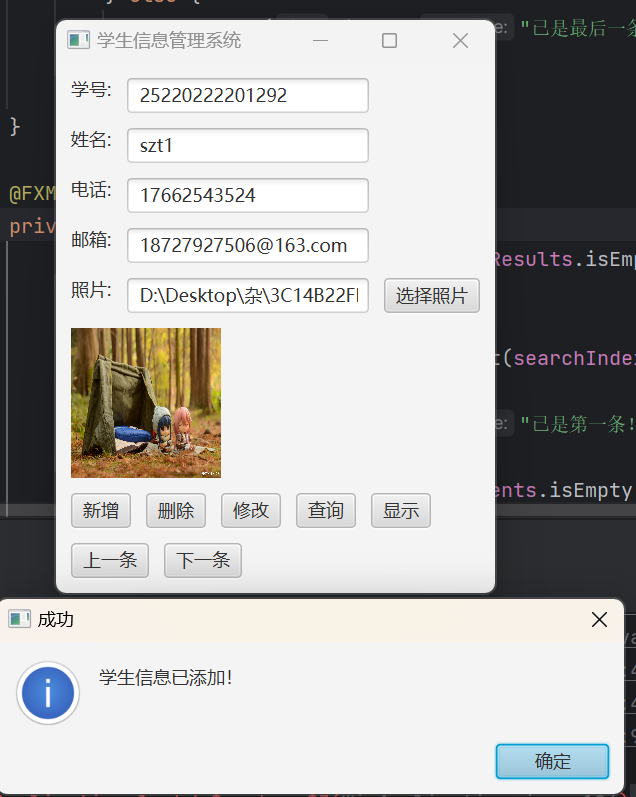 "已是最后一条
学生信息管理系统
}
学号: 25220222201292
姓名: szt1
@FXM
电话: 17662543524
priv
邮箱: 18727927506@163.com
Results.isEmp
照片: D:\Desktop\杂\3C14B22F 选择照片
t(searchIndex
e: "已是第一条!
新增 删除 修改 查询 显示
ents.isEmpty
上一条 下一条
成功
学生信息已添加!
确定